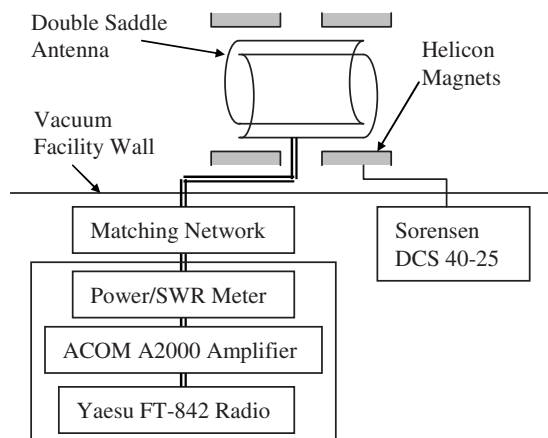 Double Saddle
Antenna
Helicon
Magnets
Vacuum
Facility Wall
Matching Network
Sorensen
DCS 40-25
Power/SWR Meter
ACOM A2000 Amplifier
Yaesu FT-842 Radio